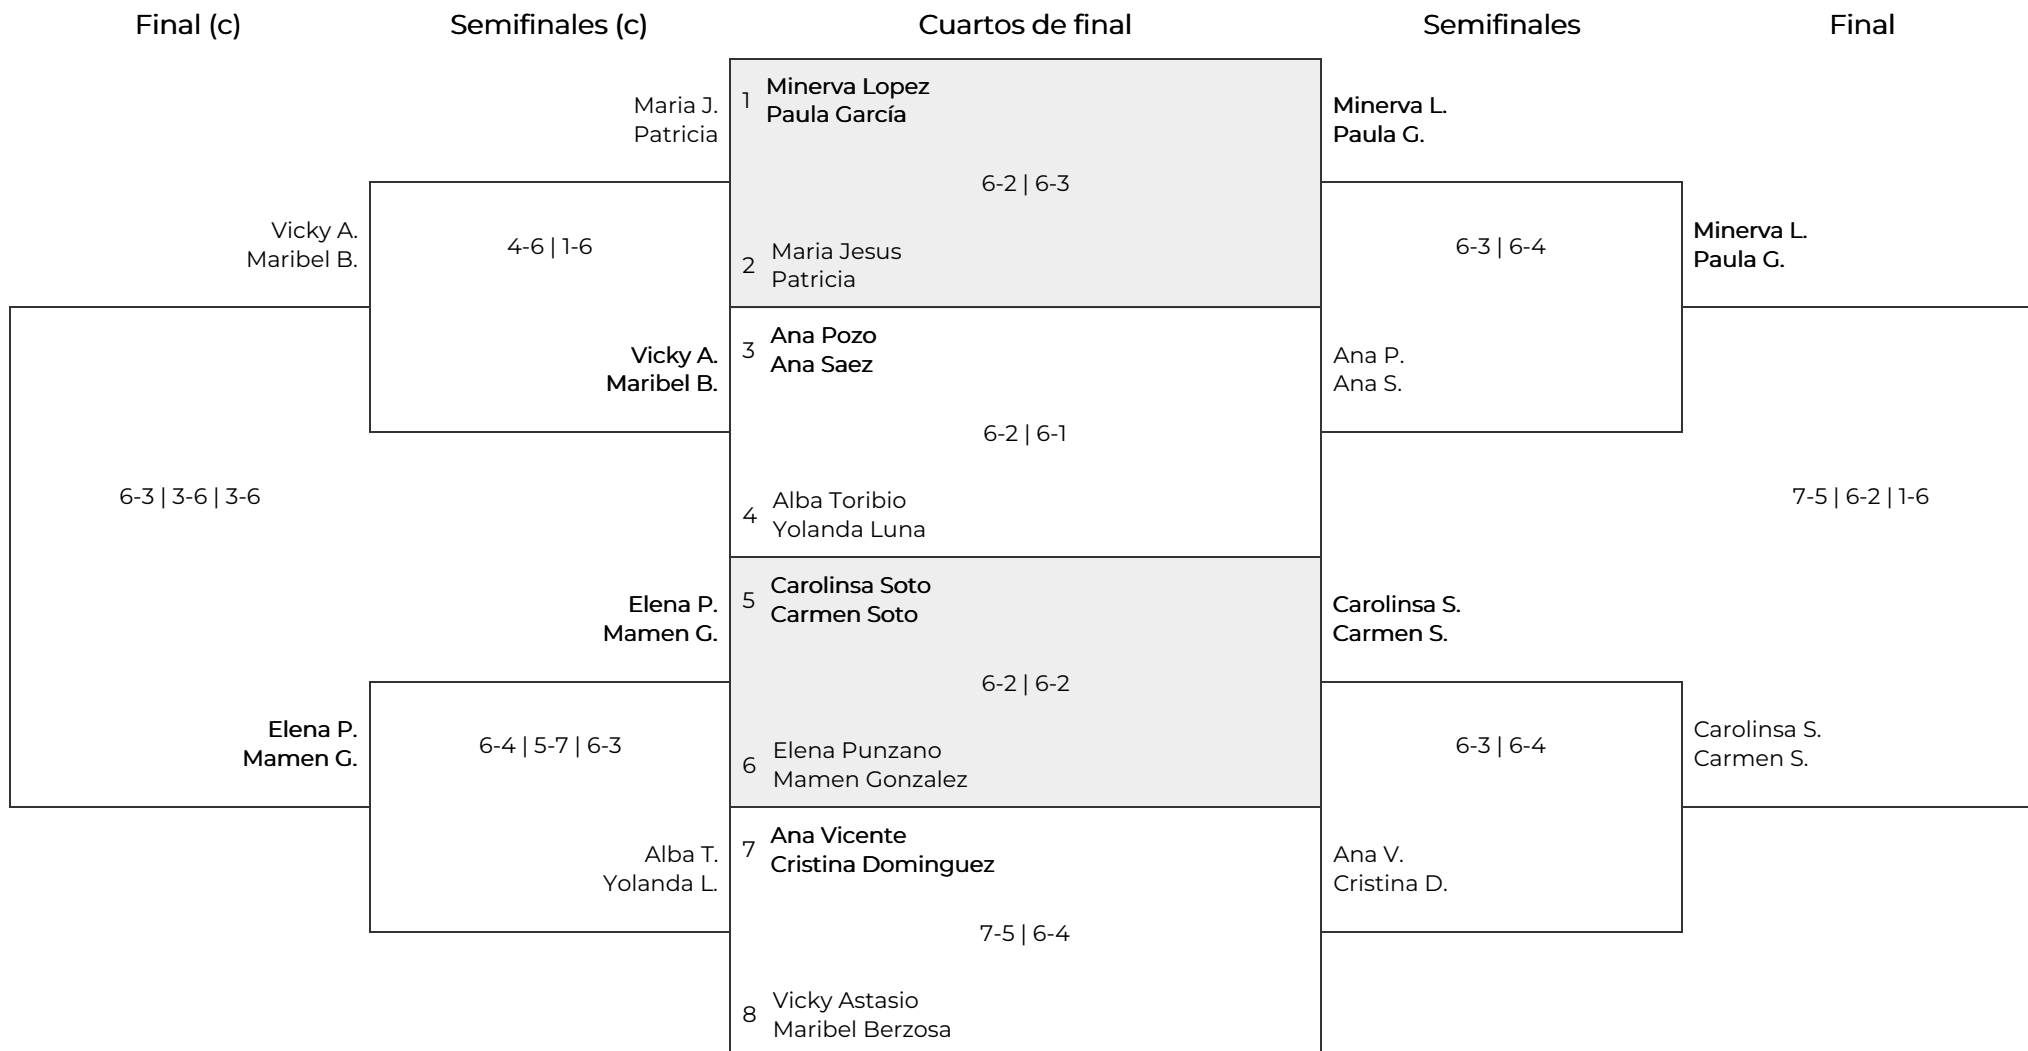 Final (c)
Semifinales (c)
Cuartos de final
Semifinales
Final
Maria J.
Patricia
Vicky A.
Maribel B.
4-6 | 1-6
Vicky A.
Maribel B.
6-3 | 3-6 | 3-6
Elena P.
Mamen G.
Elena P.
Mamen G.
6-4 | 5-7 | 6-3
Alba T.
Yolanda L.
1
Minerva Lopez
Paula García
6-2 | 6-3
2
Maria Jesus
Patricia
3
Ana Pozo
Ana Saez
6-2 | 6-1
4
Alba Toribio
Yolanda Luna
5
Carolinsa Soto
Carmen Soto
6-2 | 6-2
6
Elena Punzano
Mamen Gonzalez
7
Ana Vicente
Cristina Dominguez
7-5 | 6-4
8
Vicky Astasio
Maribel Berzosa
Minerva L.
Paula G.
6-3 | 6-4
Ana P.
Ana S.
Minerva L.
Paula G.
7-5 | 6-2 | 1-6
Carolinsa S.
Carmen S.
6-3 | 6-4
Ana V.
Cristina D.
Carolinsa S.
Carmen S.